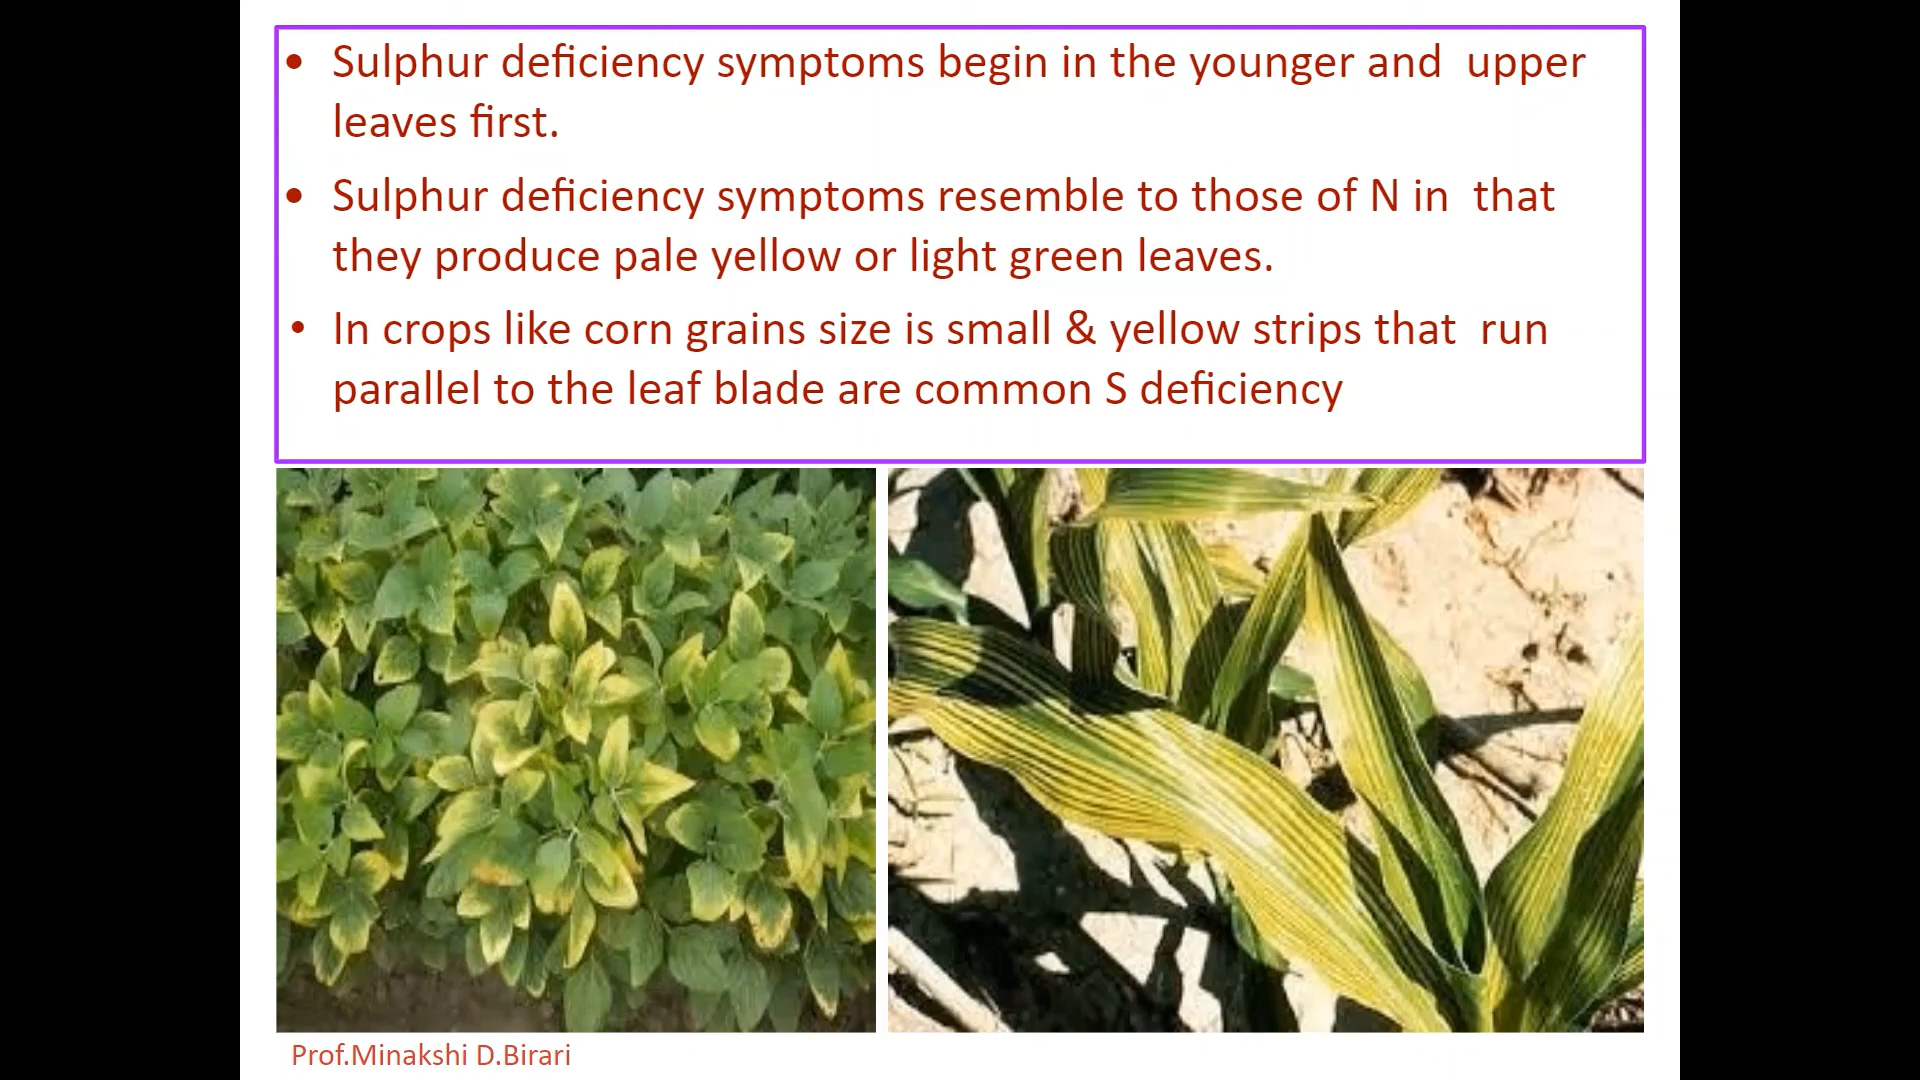 • Sulphur deficiency symptoms begin in the younger and upper
leaves first.
• Sulphur deficiency symptoms resemble to those of N in that
they produce pale yellow or light green leaves.
• In crops like corn grains size is small & yellow strips that run
parallel to the leaf blade are common S deficiency
Prof.Minakshi D.Birari